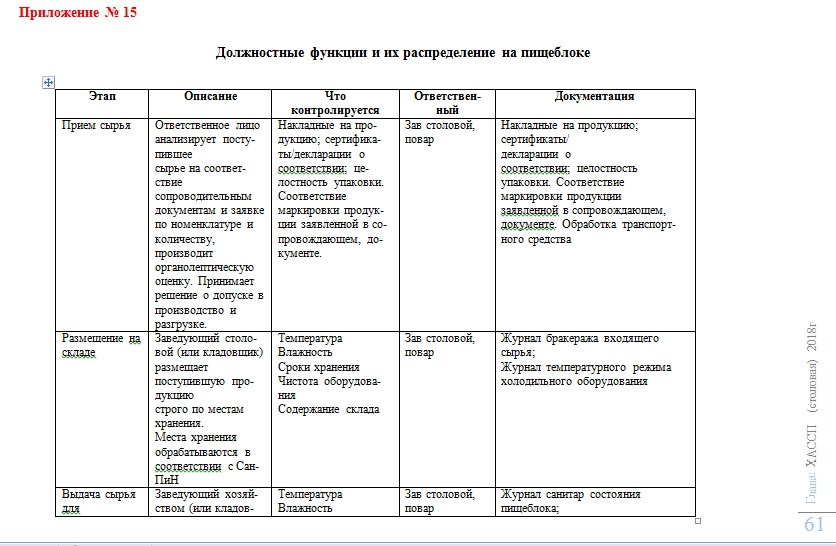 Приложение № 15
Должностные функции и их распределение на пищеблоке
Этап
Описание
Что
контролируется
Ответствен-
ный
Документация
Прием сырья
Ответственное лицо
анализирует посту-
пившее
сырье на соответ-
ствие
сопроводительным
документам и заявке
по номенклатуре и
количеству,
производит
органолептическую
оценку. Принимает
решение о допуске в
производство и
разгрузке.
Накладные на про-
дукцию; сертифика-
ты/декларации о
соответствии; це-
лостность упаковки.
Соответствие
маркировки продук-
ции заявленной в со-
провождающем, до-
кументе.
Зав столовой,
повар
Накладные на продукцию;
сертификаты/
декларации о
соответствии; целостность
упаковки. Соответствие
маркировки продукции
заявленной в сопровождающем,
документе. Обработка транспорт-
ного средства
Размещение на
складе
Заведующий столо-
вой (или кладовщик)
размещает
поступившую про-
дукцию
строго по местам
хранения.
Места хранения
обрабатываются в
соответствии с Сан-
ПиН
Температура
Влажность
Сроки хранения
Чистота оборудова-
ния
Содержание склада
Зав столовой,
повар
Журнал бракеража входящего
сырья;
Журнал температурного режима
холодильного оборудования
Выдача сырья
для
Заведующий хозяй-
ством (или кладов-
Температура
Влажность
Зав столовой,
повар
Журнал санитар состояния
пищеблока;
Глава: ХАССП (столовая) 2018г
61